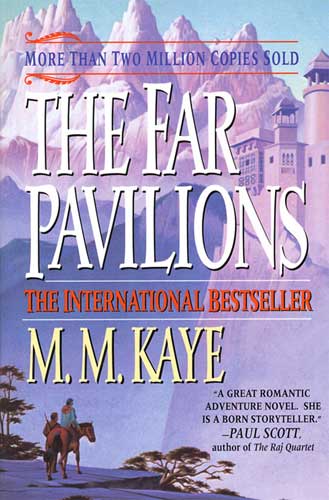 MORE THAN TWO MILLION COPIES SOLD
THE FAR
PAVILIONS
THE INTERNATIONAL BESTSELLER
M. M. KAYE
"A GREAT ROMANTIC
ADVENTURE NOVEL. SHE
IS A BORN STORYTELLER."
—PAUL SCOTT,
author of The Raj Quartet